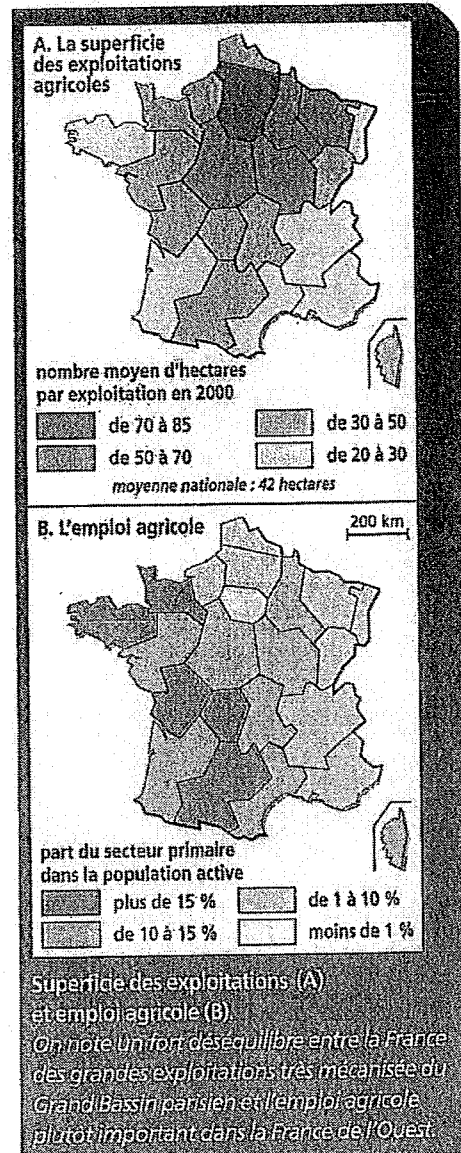 A. La superficie
des exploitations
agricoles
nombre moyen d'hectares
par exploitation en 2000
de 70 à 85
de 30 à 50
de 50 à 70
de 20 à 30
moyenne nationale : 42 hectares
B. L'emploi agricole
200 km
part du secteur primaire
dans la population active
plus de 15 %
de 1 à 10 %
de 10 à 15 %
moins de 1 %
Superficie des exploitations (A)
et emploi agricole (B).
On note un fort déséquilibre entre la France
des grandes exploitations très mécanisée du
Grand Bassin parisien et l'emploi agricole
plutôt important dans la France de l'Ouest.